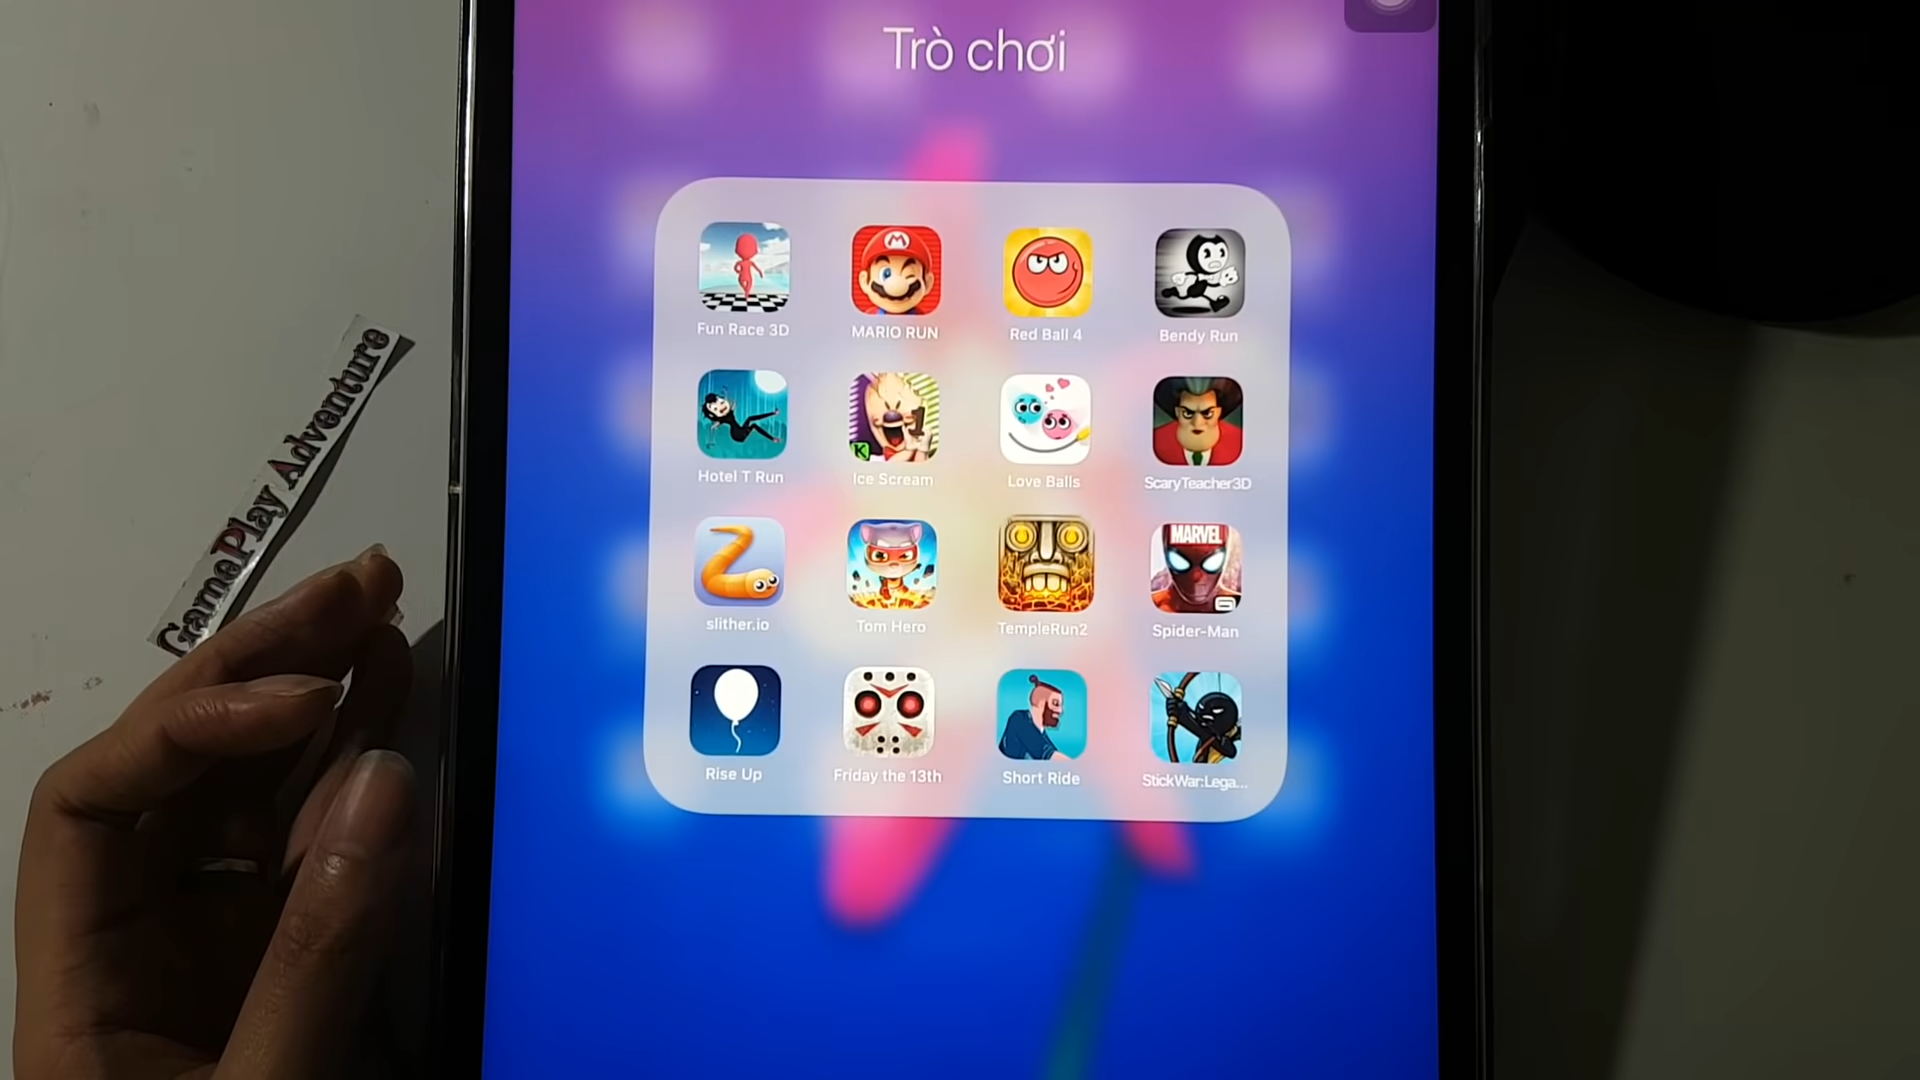 Trò chơi
GamePlay Adventure
M
Fun Race 3D
MARIO RUN
Red Ball 4
Bendy Run
1
K
Hotel T Run
Ice Scream
Love Balls
ScaryTeacher3D
MARVEL
slither.io
Tom Hero
TempleRun2
Spider-Man
Rise Up
Friday the 13th
Short Ride
StickWar:Lega...